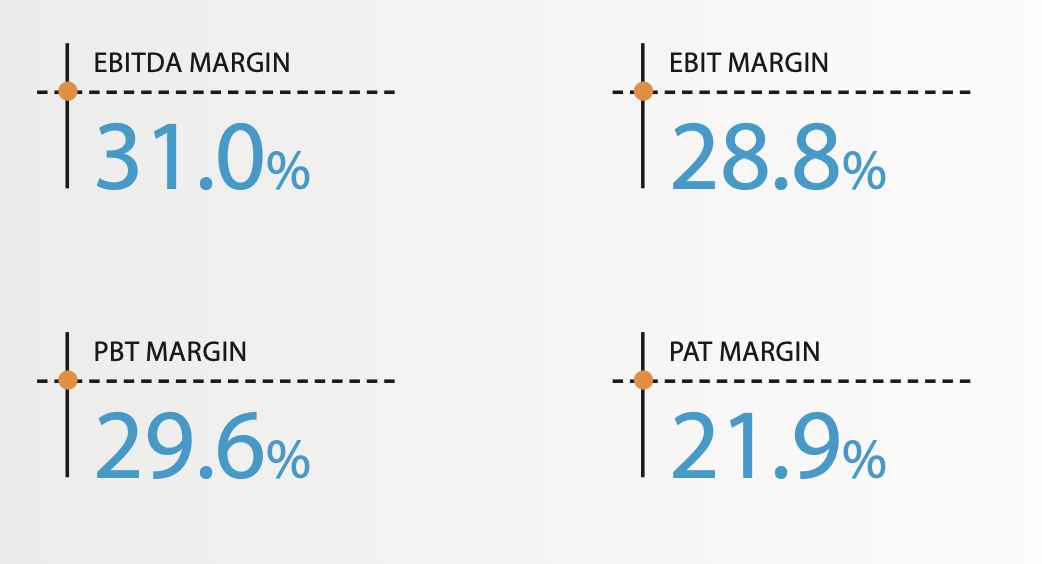 EBITDA MARGIN
31.0%
EBIT MARGIN
28.8%
PBT MARGIN
29.6%
PAT MARGIN
21.9%